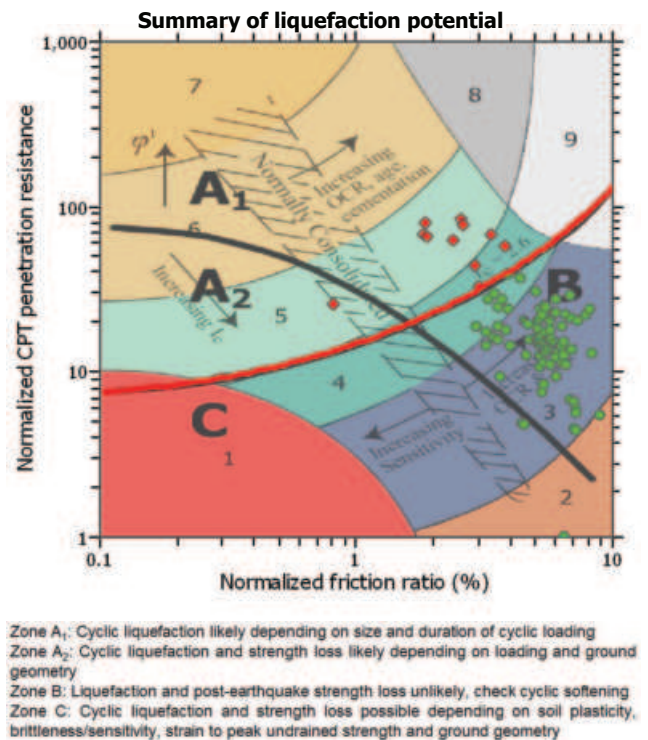 Summary of liquefaction potential
1,000
7
8
φ'
9
Increasing
OCR, age,
cementation
Normally Consolidated
A1
100
6
A2
B
Increasing Ic
5
10
4
3
C
Increasing
Sensitivity
1
2
1
0.1
1
10
Normalized CPT penetration resistance
Normalized friction ratio (%)
Zone A1: Cyclic liquefaction likely depending on size and duration of cyclic loading
Zone A2: Cyclic liquefaction and strength loss likely depending on loading and ground
geometry
Zone B: Liquefaction and post-earthquake strength loss unlikely, check cyclic softening
Zone C: Cyclic liquefaction and strength loss possible depending on soil plasticity,
brittleness/sensitivity, strain to peak undrained strength and ground geometry